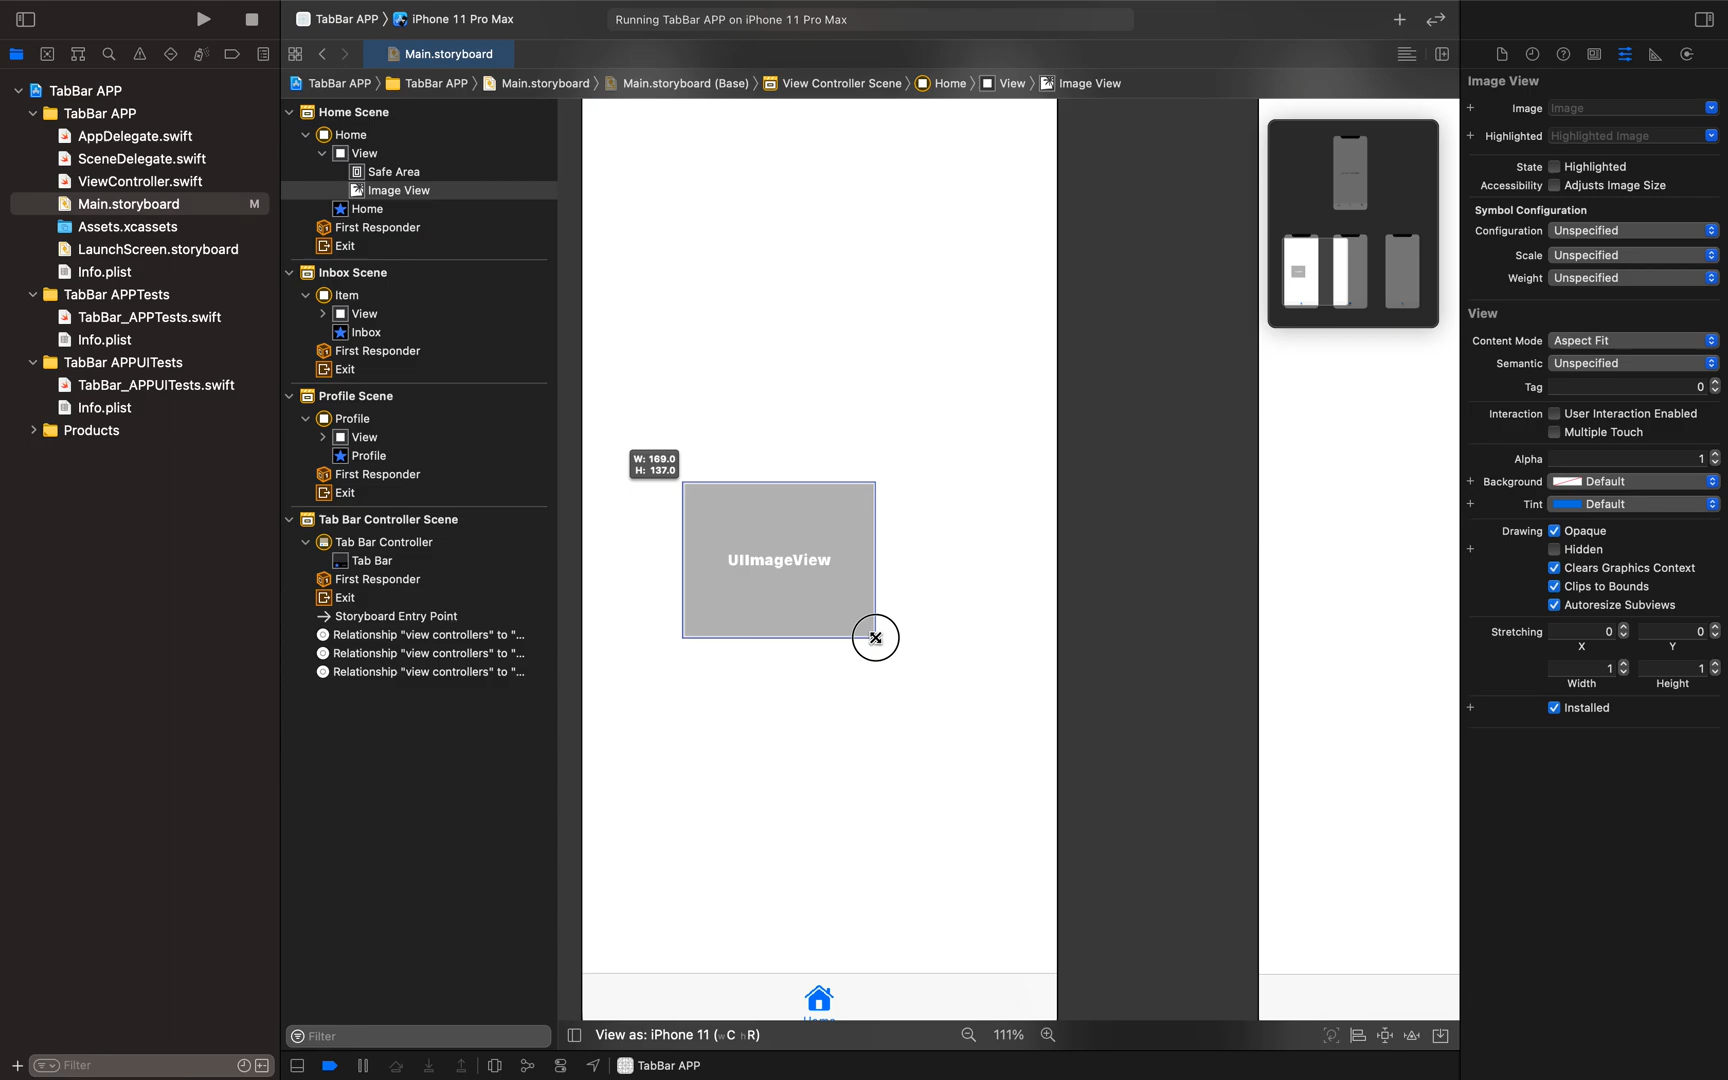 TabBar APP
iPhone 11 Pro Max
Running TabBar APP on iPhone 11 Pro Max
Main.storyboard
TabBar APP
TabBar APP
Main.storyboard
Main.storyboard (Base)
View Controller Scene
Home
View
Image View
TabBar APP
TabBar APP
AppDelegate.swift
SceneDelegate.swift
ViewController.swift
Main.storyboard
M
Assets.xcassets
LaunchScreen.storyboard
Info.plist
TabBar APPTests
TabBar_APPTests.swift
Info.plist
TabBar APPUITests
TabBar_APPUITests.swift
Info.plist
Products
Filter
Home Scene
Home
View
Safe Area
Image View
Home
First Responder
Exit
Inbox Scene
Item
View
Inbox
First Responder
Exit
Profile Scene
Profile
View
Profile
First Responder
Exit
Tab Bar Controller Scene
Tab Bar Controller
Tab Bar
First Responder
Exit
Storyboard Entry Point
Relationship "view controllers" to "...
Relationship "view controllers" to "...
Relationship "view controllers" to "...
Filter
W: 169.0
H: 137.0
UIImageView
Home
View as: iPhone 11 (wC hR)
111%
TabBar APP
Image View
Image
Image
Highlighted
Highlighted Image
State
Highlighted
Accessibility
Adjusts Image Size
Symbol Configuration
Configuration
Unspecified
Scale
Unspecified
Weight
Unspecified
View
Content Mode
Aspect Fit
Semantic
Unspecified
Tag
0
Interaction
User Interaction Enabled
Multiple Touch
Alpha
1
Background
Default
Tint
Default
Drawing
Opaque
Hidden
Clears Graphics Context
Clips to Bounds
Autoresize Subviews
Stretching
0
0
X
Y
1
1
Width
Height
Installed